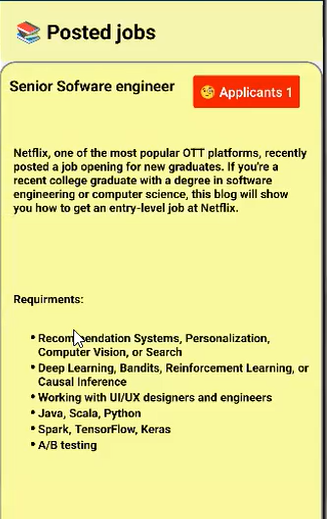 📚 Posted jobs
Senior Sofware engineer
🧐 Applicants 1
Netflix, one of the most popular OTT platforms, recently
posted a job opening for new graduates. If you're a
recent college graduate with a degree in software
engineering or computer science, this blog will show
you how to get an entry-level job at Netflix.
Requirments:
• Recommendation Systems, Personalization,
Computer Vision, or Search
• Deep Learning, Bandits, Reinforcement Learning, or
Causal Inference
• Working with UI/UX designers and engineers
• Java, Scala, Python
• Spark, TensorFlow, Keras
• A/B testing